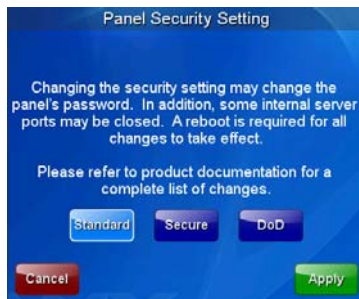 Panel Security Setting
Changing the security setting may change the
panel's password. In addition, some internal server
ports may be closed. A reboot is required for all
changes to take effect.
Please refer to product documentation for a
complete list of changes.
Standard Secure DoD
Cancel Apply